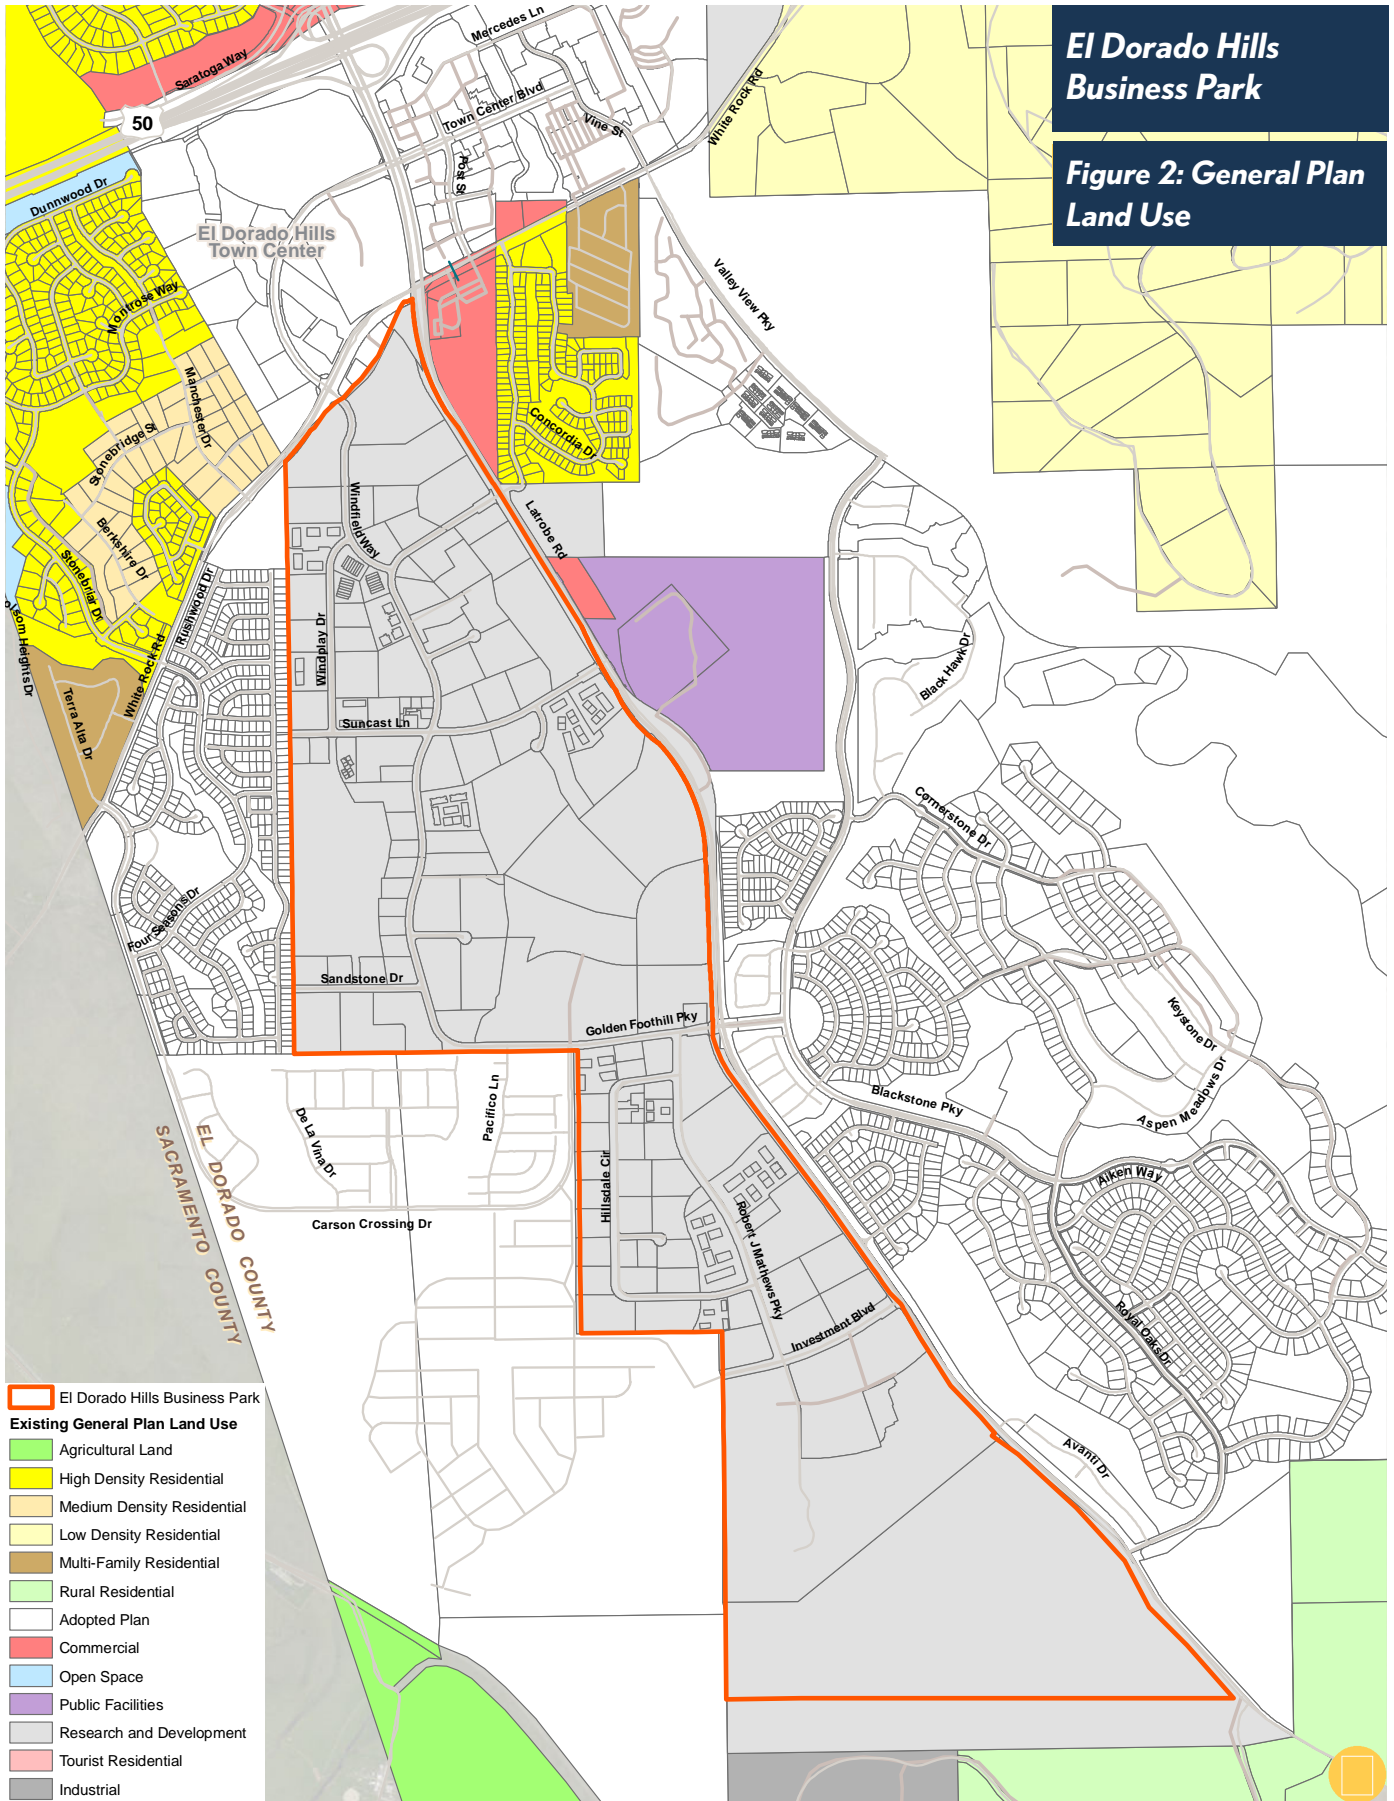 El Dorado Hills
Business Park
Figure 2: General Plan
Land Use
Mercedes Ln
Saratoga Way
50
Town Center Blvd
Vine St
White Rock Rd
Post St
Dunnwood Dr
El Dorado Hills
Town Center
Valley View Pky
Montrose Way
Manchester Dr
Stonebridge St
Concordia Dr
Windfield Way
Latrobe Rd
Berkshire Dr
Stonebriar Dr
Rushwood Dr
lsom Heights Dr
White Rock Rd
Windplay Dr
Black Hawk Dr
Terra Alta Dr
Suncast Ln
Cornerstone Dr
Four Seasons Dr
Sandstone Dr
Golden Foothill Pky
Keystone Dr
Blackstone Pky
Aspen Meadows Dr
Pacifico Ln
De La Vina Dr
EL DORADO COUNTY
SACRAMENTO COUNTY
Aiken Way
Hillsdale Cir
Carson Crossing Dr
Robert J Mathews Pky
Investment Blvd
Royal Oaks Dr
Avanti Dr
El Dorado Hills Business Park
Existing General Plan Land Use
Agricultural Land
High Density Residential
Medium Density Residential
Low Density Residential
Multi-Family Residential
Rural Residential
Adopted Plan
Commercial
Open Space
Public Facilities
Research and Development
Tourist Residential
Industrial